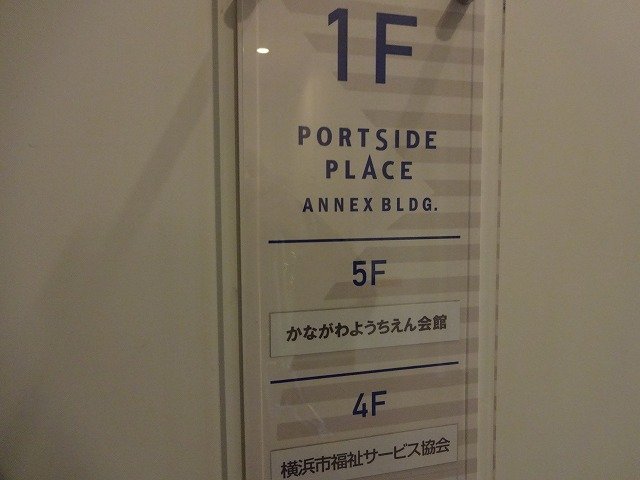 1F
PORTSIDE
PLACE
ANNEX BLDG.
5F
かながわようちえん会館
4F
横浜市福祉サービス協会